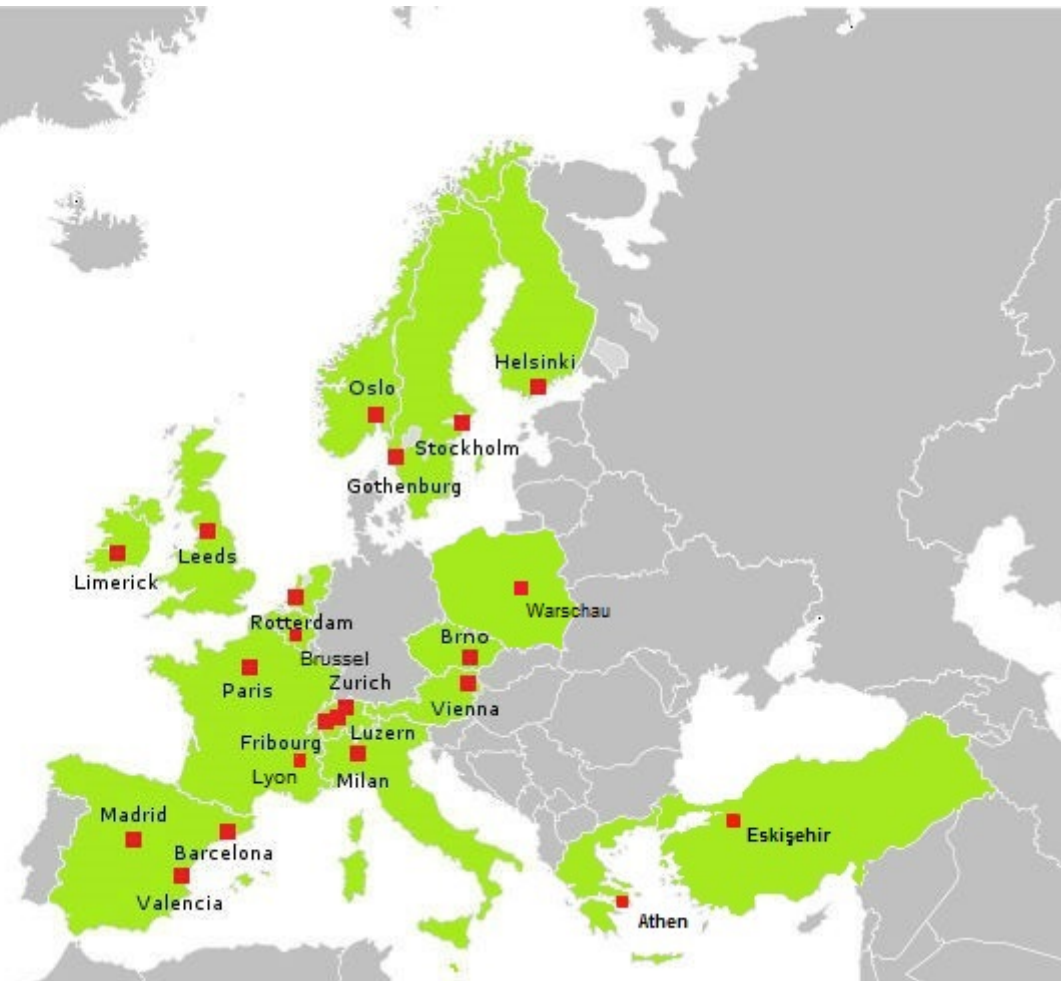 Helsinki
Oslo
Stockholm
Gothenburg
Leeds
Limerick
Warschau
Rotterdam
Brno
Brussel
Zurich
Paris
Vienna
Luzern
Fribourg
Lyon
Milan
Madrid
Eskişehir
Barcelona
Valencia
Athen